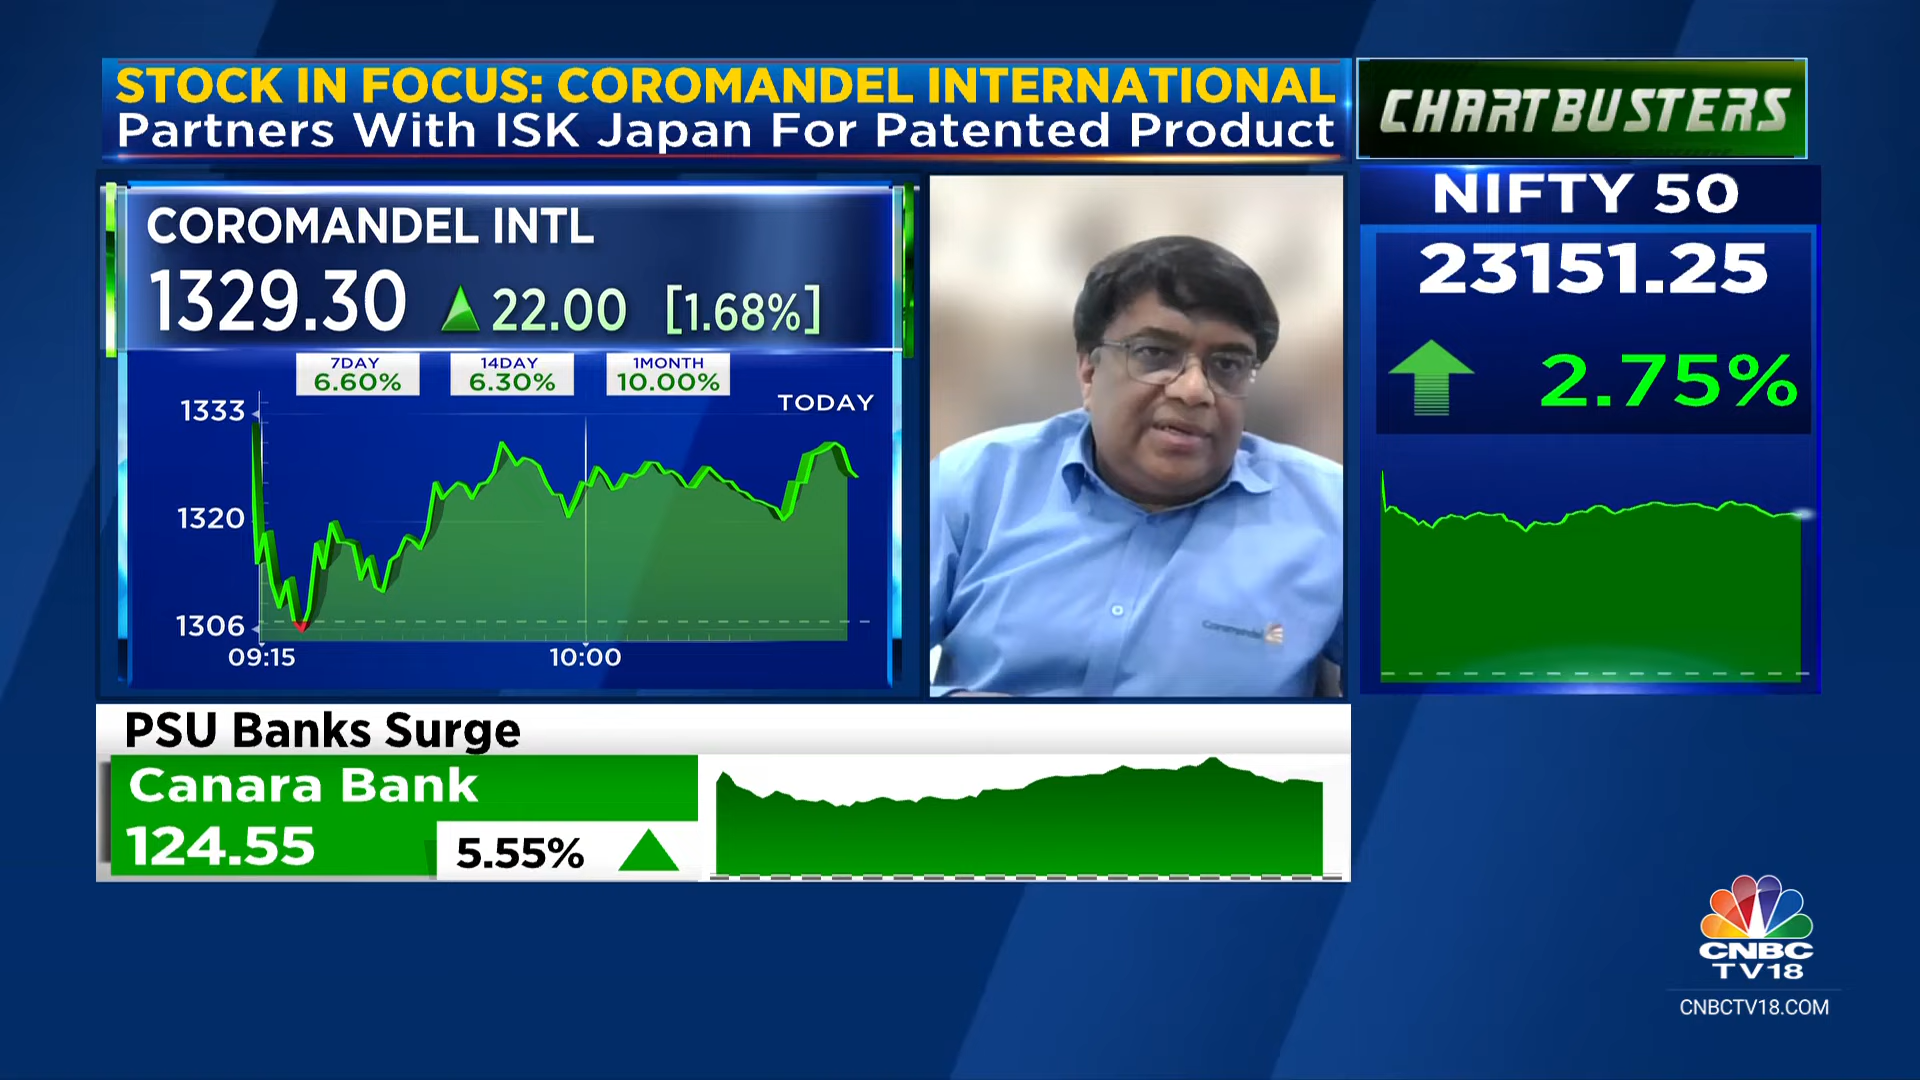 STOCK IN FOCUS: COROMANDEL INTERNATIONAL
Partners With ISK Japan For Patented Product
CHARTBUSTERS
COROMANDEL INTL
1329.30 22.00 [1.68%]
7DAY
6.60%
14DAY
6.30%
1MONTH
10.00%
TODAY
1333
1320
1306
09:15
10:00
Coromandel
NIFTY 50
23151.25
2.75%
PSU Banks Surge
Canara Bank
124.55
5.55%
CNBC
TV18
CNBCTV18.COM